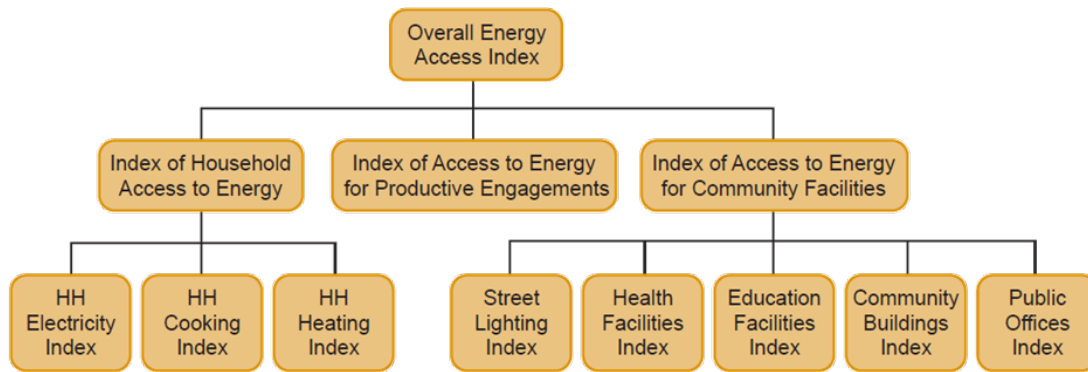 Overall Energy
Access Index
Index of Household
Access to Energy
Index of Access to Energy
for Productive Engagements
Index of Access to Energy
for Community Facilities
HH
Electricity
Index
HH
Cooking
Index
HH
Heating
Index
Street
Lighting
Index
Health
Facilities
Index
Education
Facilities
Index
Community
Buildings
Index
Public
Offices
Index